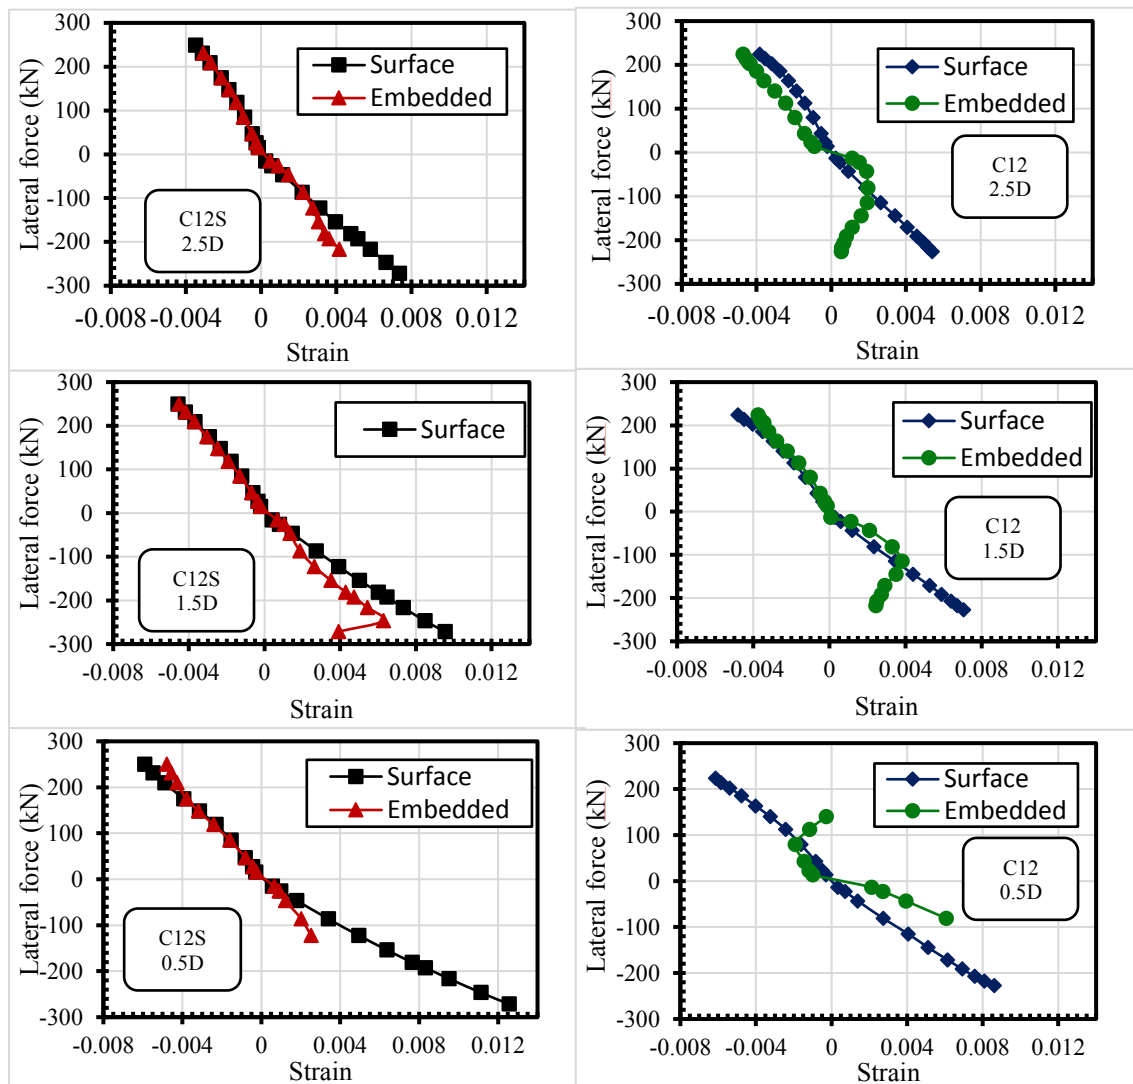 300
200
100
0
-100
-200
-300
-0.008
-0.004
0
0.004
0.008
0.012
Lateral force (kN)
Strain
Surface
Embedded
C12S
2.5D
300
200
100
0
-100
-200
-300
-0.008
-0.004
0
0.004
0.008
0.012
Lateral force (kN)
Strain
Surface
Embedded
C12
2.5D
300
200
100
0
-100
-200
-300
-0.008
-0.004
0
0.004
0.008
0.012
Lateral force (kN)
Strain
Surface
C12S
1.5D
300
200
100
0
-100
-200
-300
-0.008
-0.004
0
0.004
0.008
0.012
Lateral force (kN)
Strain
Surface
Embedded
C12
1.5D
300
200
100
0
-100
-200
-300
-0.008
-0.004
0
0.004
0.008
0.012
Lateral force (kN)
Strain
Surface
Embedded
C12S
0.5D
300
200
100
0
-100
-200
-300
-0.008
-0.004
0
0.004
0.008
0.012
Lateral force (kN)
Strain
Surface
Embedded
C12
0.5D